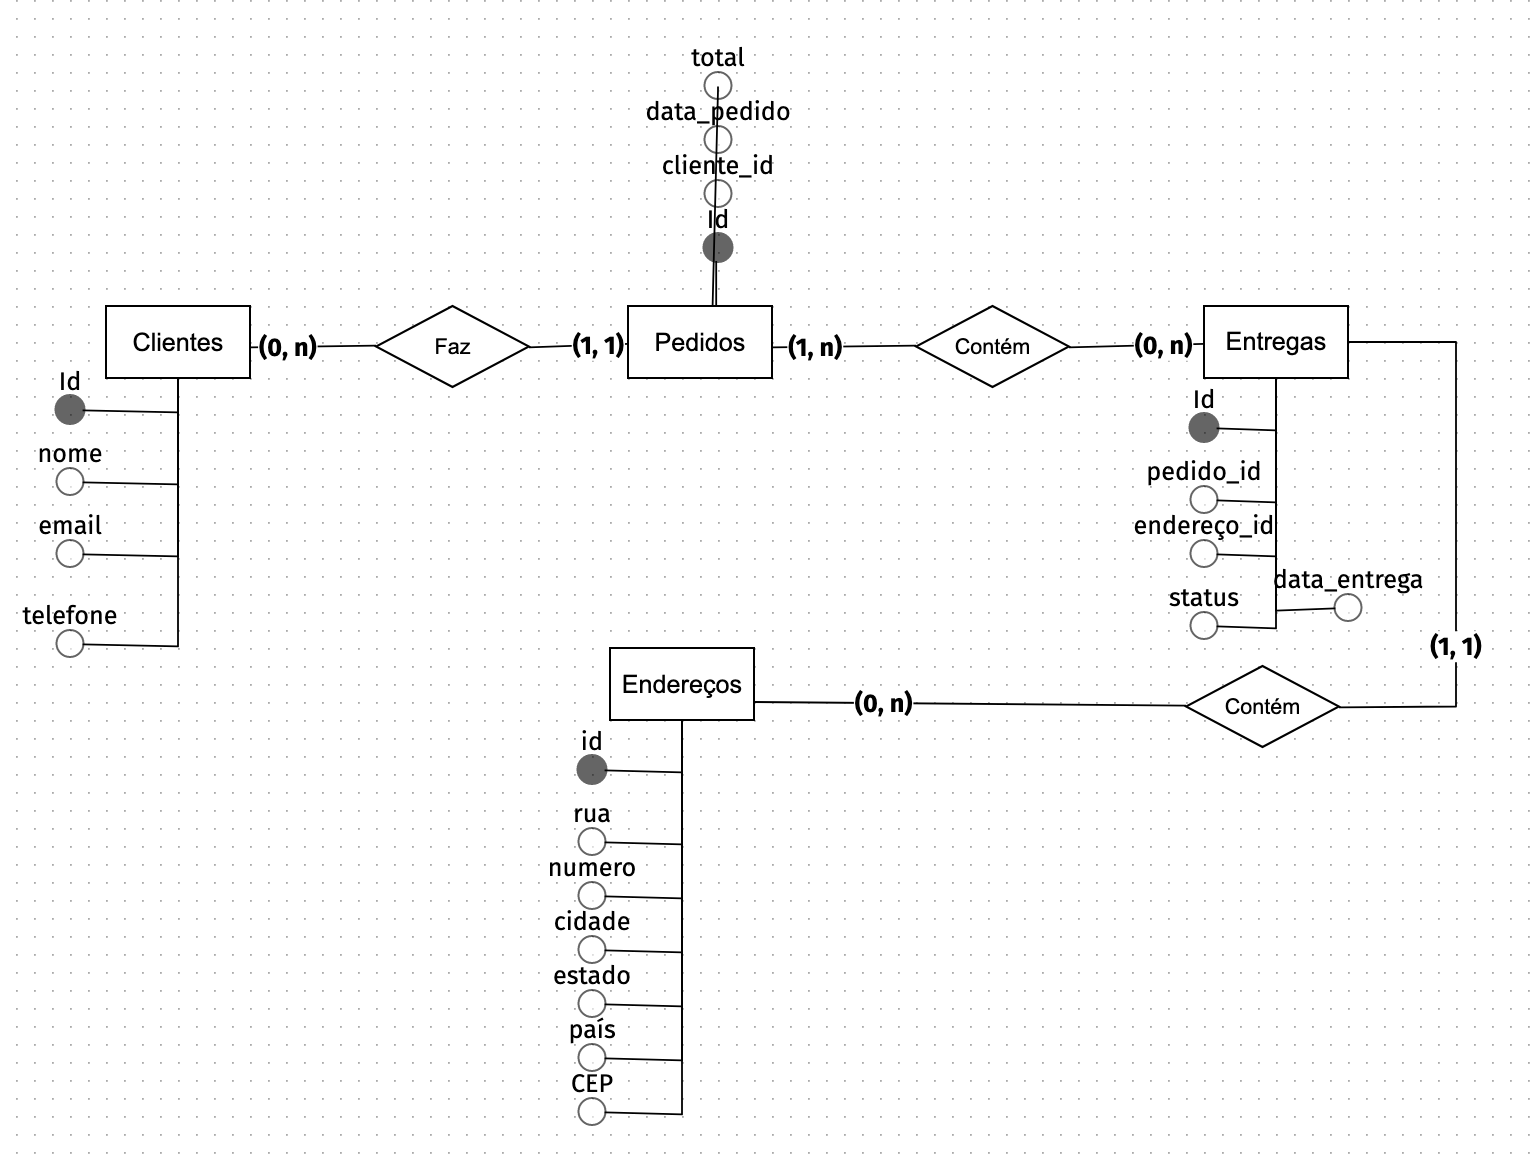 total
data_pedido
cliente_id
Id
Clientes
(0, n)
Faz
(1, 1)
Pedidos
(1, n)
Contém
(0, n)
Entregas
Id
nome
email
telefone
Id
pedido_id
endereço_id
data_entrega
status
(1, 1)
Endereços
(0, n)
Contém
id
rua
numero
cidade
estado
país
CEP